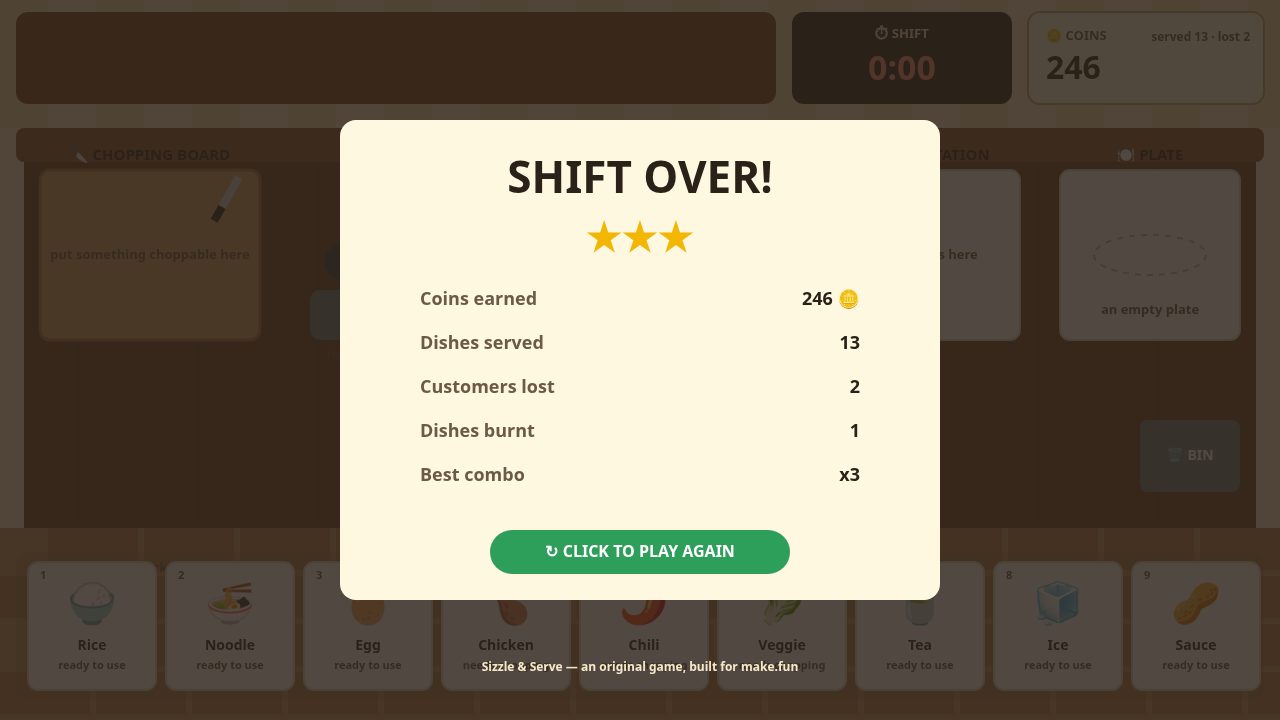 ⏱ SHIFT
0:00
COINS
served 13 · lost 2
246
CHOPPING BOARD
PLATE
put something choppable here
s here
an empty plate
BIN
SHIFT OVER!
★★★
Coins earned 246
Dishes served 13
Customers lost 2
Dishes burnt 1
Best combo x3
↻ CLICK TO PLAY AGAIN
1 2 3 8 9
Rice Noodle Egg Chicken Chili Veggie Tea Ice Sauce
ready to use ready to use ready to use ready to use ready to use ready to use
Sizzle & Serve — an original game, built for make.fun